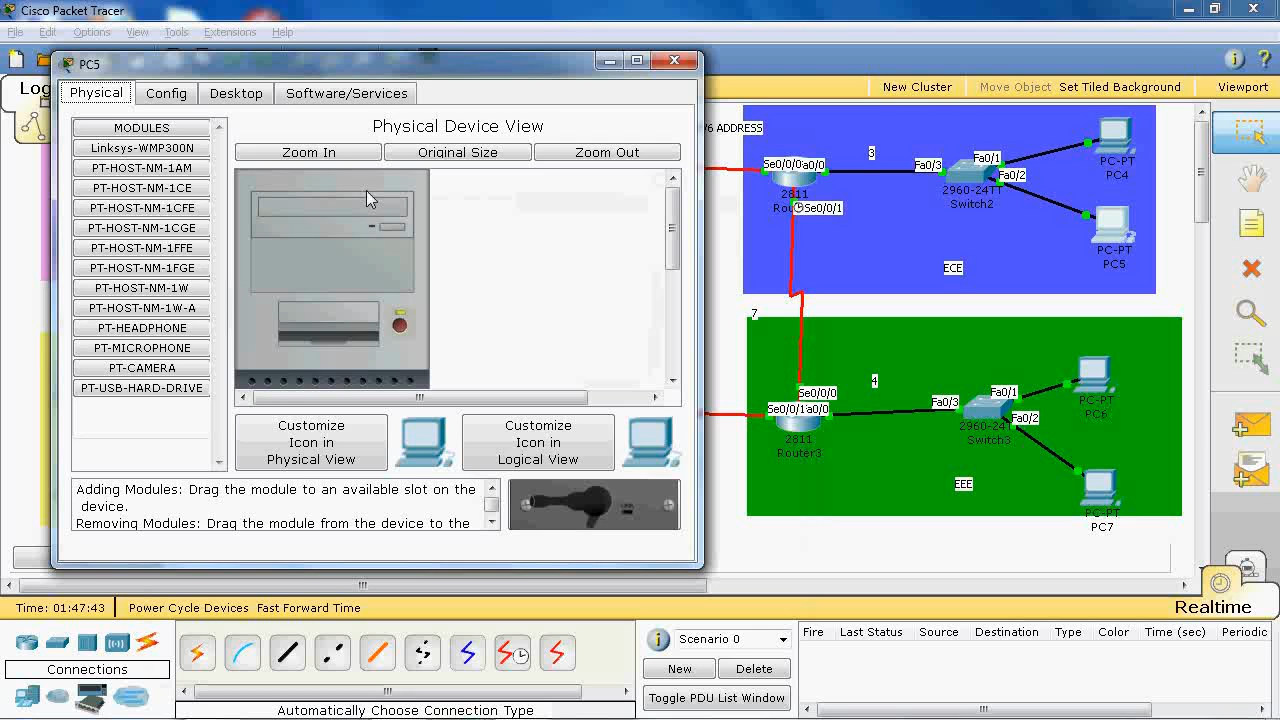 Cisco Packet Tracer
File Edit Options View Tools Extensions Help
PC5
New Cluster Move Object Set Tiled Background Viewport
Physical Config Desktop Software/Services
MODULES
Linksys-WMP300N
PT-HOST-NM-1AM
PT-HOST-NM-1CE
PT-HOST-NM-1CFE
PT-HOST-NM-1CGE
PT-HOST-NM-1FFE
PT-HOST-NM-1FGE
PT-HOST-NM-1W
PT-HOST-NM-1W-A
PT-HEADPHONE
PT-MICROPHONE
PT-CAMERA
PT-USB-HARD-DRIVE
Physical Device View
Zoom In Original Size Zoom Out
Customize
Icon in
Physical View
Customize
Icon in
Logical View
Adding Modules: Drag the module to an available slot on the
device.
Removing Modules: Drag the module from the device to the
ADDRESS
3
Se0/0/0
Fa0/3
Fa0/1
Fa0/2
2811
Se0/0/1
2960-24TT
Switch2
PC-PT
PC4
PC-PT
PC5
ECE
7
4
Se0/0/0
Se0/0/1
Fa0/3
Fa0/1
Fa0/2
2811
Router3
Switch3
PC-PT
PC6
PC-PT
PC7
EEE
Time: 01:47:43 Power Cycle Devices Fast Forward Time
Realtime
Connections
Automatically Choose Connection Type
Scenario 0
New Delete
Toggle PDU List Window
Fire Last Status Source Destination Type Color Time (sec) Periodic